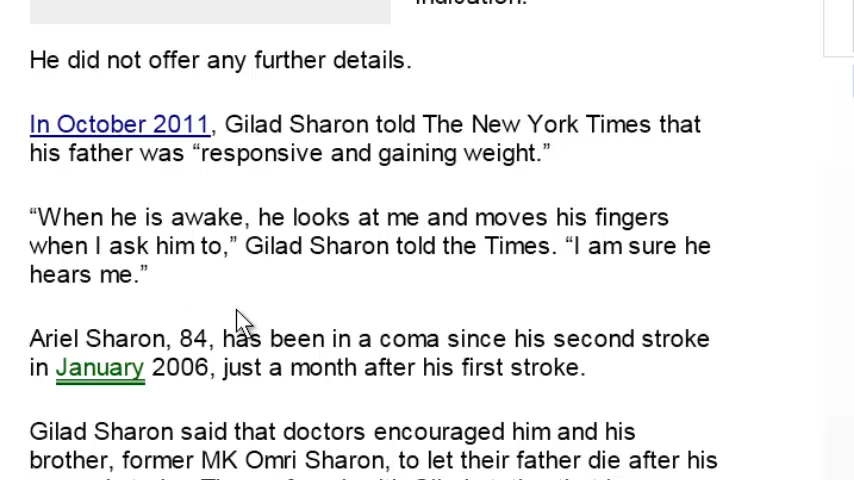 indication.
He did not offer any further details.
In October 2011, Gilad Sharon told The New York Times that
his father was “responsive and gaining weight.”
“When he is awake, he looks at me and moves his fingers
when I ask him to,” Gilad Sharon told the Times. “I am sure he
hears me.”
Ariel Sharon, 84, has been in a coma since his second stroke
in January 2006, just a month after his first stroke.
Gilad Sharon said that doctors encouraged him and his
brother, former MK Omri Sharon, to let their father die after his